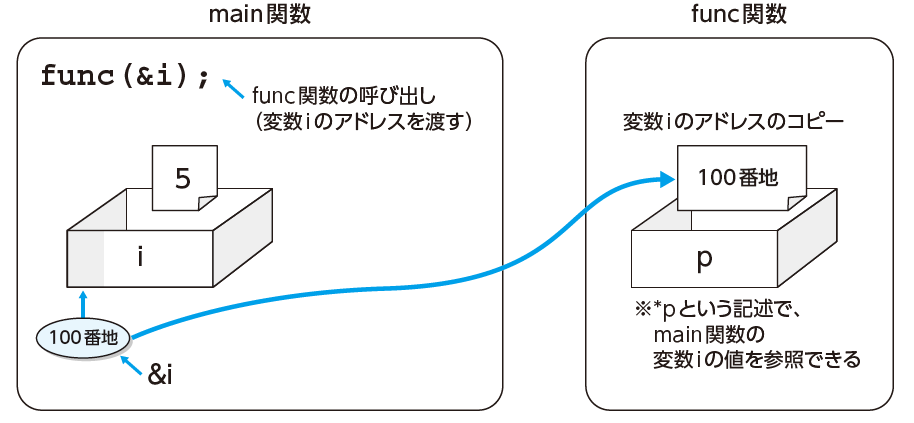 main関数
func(&i);
func関数の呼び出し
（変数iのアドレスを渡す）
5
i
100番地
&i
func関数
変数iのアドレスのコピー
100番地
p
※*pという記述で、
main関数の
変数iの値を参照できる